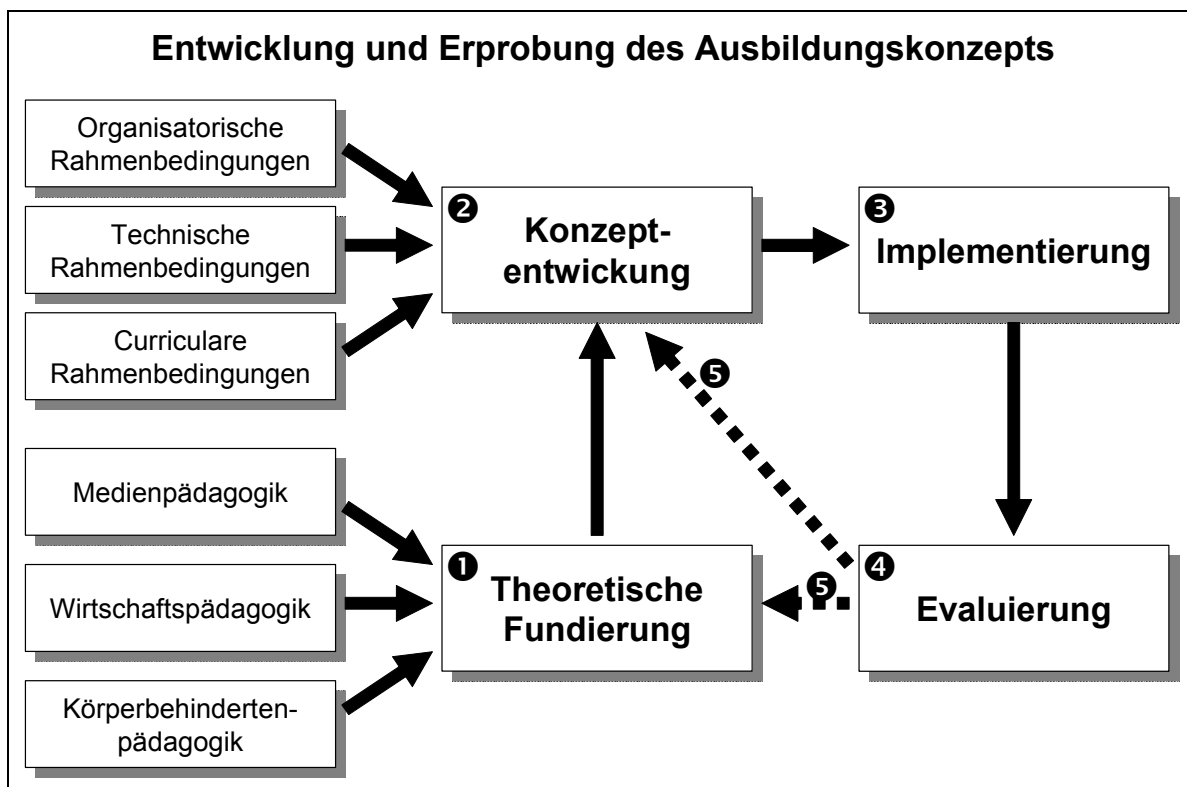 Entwicklung und Erprobung des Ausbildungskonzepts
Organisatorische
Rahmenbedingungen
Technische
Rahmenbedingungen
Curriculare
Rahmenbedingungen
❷
Konzept-
entwickung
❸
Implementierung
❺
Medienpädagogik
Wirtschaftspädagogik
Körperbehinderten-
pädagogik
❶
Theoretische
Fundierung
❺
❹
Evaluierung